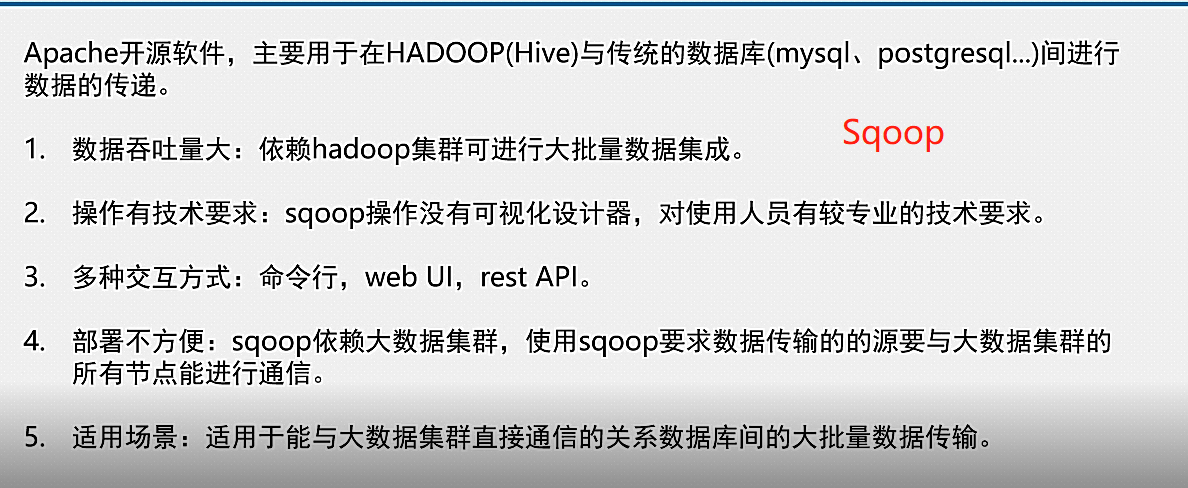 Apache开源软件，主要用于在HADOOP(Hive)与传统的数据库(mysql、postgresql...)间进行
数据的传递。
Sqoop
1. 数据吞吐量大：依赖hadoop集群可进行大批量数据集成。
2. 操作有技术要求：sqoop操作没有可视化设计器，对使用人员有较专业的技术要求。
3. 多种交互方式：命令行，web UI，rest API。
4. 部署不方便：sqoop依赖大数据集群，使用sqoop要求数据传输的的源要与大数据集群的
所有节点能进行通信。
5. 适用场景：适用于能与大数据集群直接通信的关系数据库间的大批量数据传输。